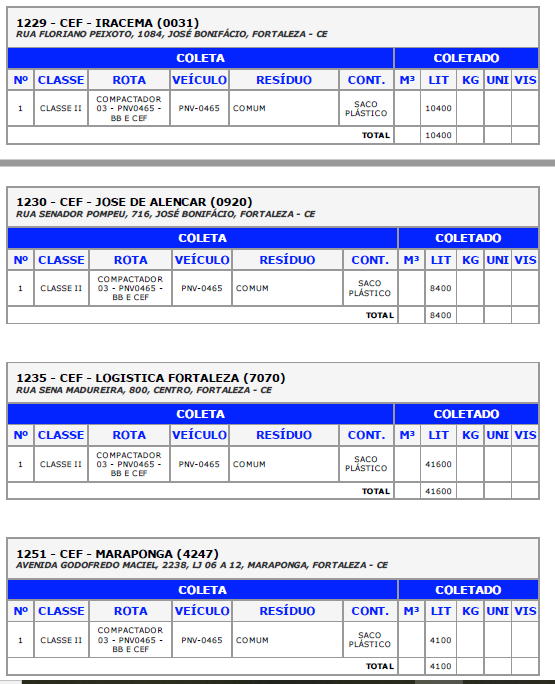 1229 - CEF - IRACEMA (0031)
RUA FLORIANO PEIXOTO, 1084, JOSÉ BONIFÁCIO, FORTALEZA - CE
COLETA COLETADO
Nº CLASSE ROTA VEÍCULO RESÍDUO CONT. M³ LIT KG UNI VIS
1 CLASSE II COMPACTADOR 03 - PNV0465 - BB E CEF PNV-0465 COMUM SACO PLÁSTICO 10400
TOTAL 10400
1230 - CEF - JOSE DE ALENCAR (0920)
RUA SENADOR POMPEU, 716, JOSÉ BONIFÁCIO, FORTALEZA - CE
COLETA COLETADO
Nº CLASSE ROTA VEÍCULO RESÍDUO CONT. M³ LIT KG UNI VIS
1 CLASSE II COMPACTADOR 03 - PNV0465 - BB E CEF PNV-0465 COMUM SACO PLÁSTICO 8400
TOTAL 8400
1235 - CEF - LOGISTICA FORTALEZA (7070)
RUA SENA MADUREIRA, 800, CENTRO, FORTALEZA - CE
COLETA COLETADO
Nº CLASSE ROTA VEÍCULO RESÍDUO CONT. M³ LIT KG UNI VIS
1 CLASSE II COMPACTADOR 03 - PNV0465 - BB E CEF PNV-0465 COMUM SACO PLÁSTICO 41600
TOTAL 41600
1251 - CEF - MARAPONGA (4247)
AVENIDA GODOFREDO MACIEL, 2238, LJ 06 A 12, MARAPONGA, FORTALEZA - CE
COLETA COLETADO
Nº CLASSE ROTA VEÍCULO RESÍDUO CONT. M³ LIT KG UNI VIS
1 CLASSE II COMPACTADOR 03 - PNV0465 - BB E CEF PNV-0465 COMUM SACO PLÁSTICO 4100
TOTAL 4100